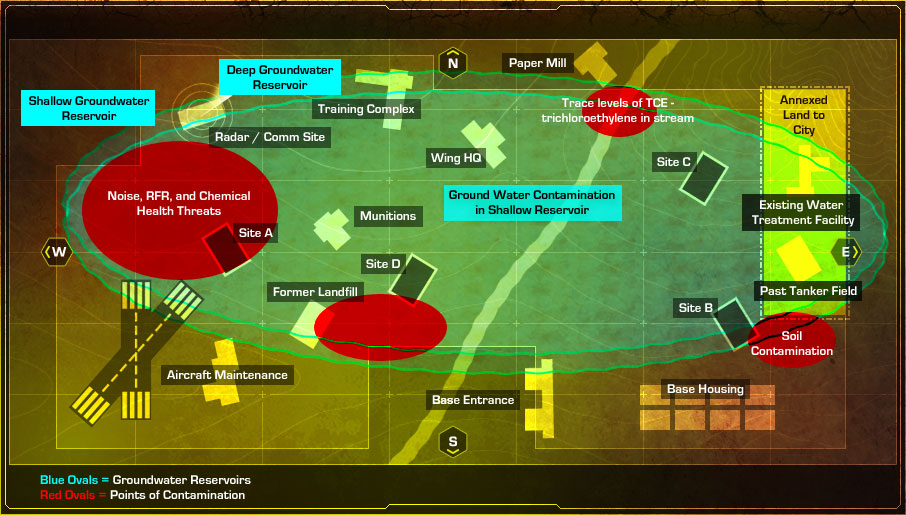 N
Paper Mill
Deep Groundwater
Reservoir
Annexed
Land to
City
Shallow Groundwater
Reservoir
Training Complex
Trace levels of TCE -
trichloroethylene in stream
Radar / Comm Site
Wing HQ
Site C
Noise, RFR, and Chemical
Health Threats
Ground Water Contamination
in Shallow Reservoir
Existing Water
Treatment Facility
Munitions
Site A
W
E
Site D
Former Landfill
Past Tanker Field
Site B
Soil
Contamination
Aircraft Maintenance
Base Housing
Base Entrance
S
Blue Ovals = Groundwater Reservoirs
Red Ovals = Points of Contamination